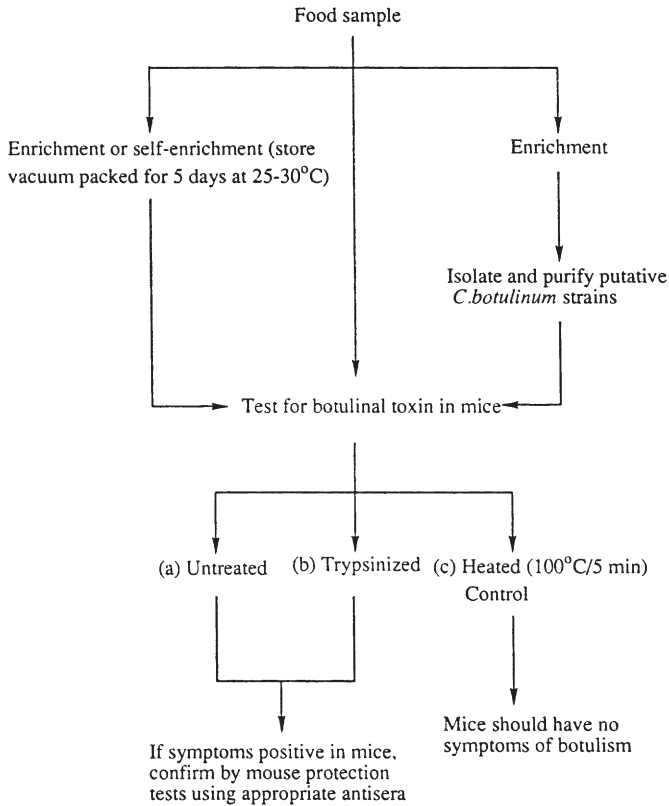 Food sample
Enrichment or self-enrichment (store
vacuum packed for 5 days at 25-30°C)
Enrichment
Isolate and purify putative
C.botulinum strains
Test for botulinal toxin in mice
(a) Untreated
(b) Trypsinized
(c) Heated (100°C/5 min)
Control
If symptoms positive in mice,
confirm by mouse protection
tests using appropriate antisera
Mice should have no
symptoms of botulism